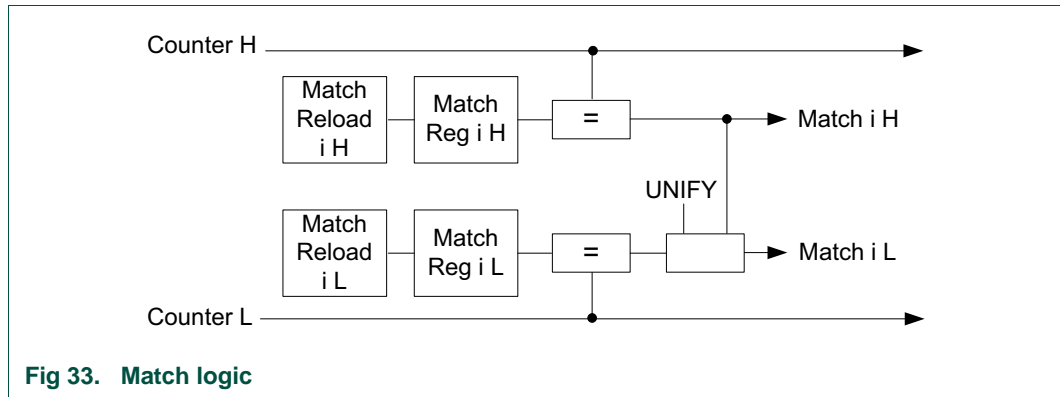 Counter H
Match
Reload
i H
Match
Reg i H
=
Match i H
UNIFY
Match
Reload
i L
Match
Reg i L
=
Match i L
Counter L
Fig 33. Match logic